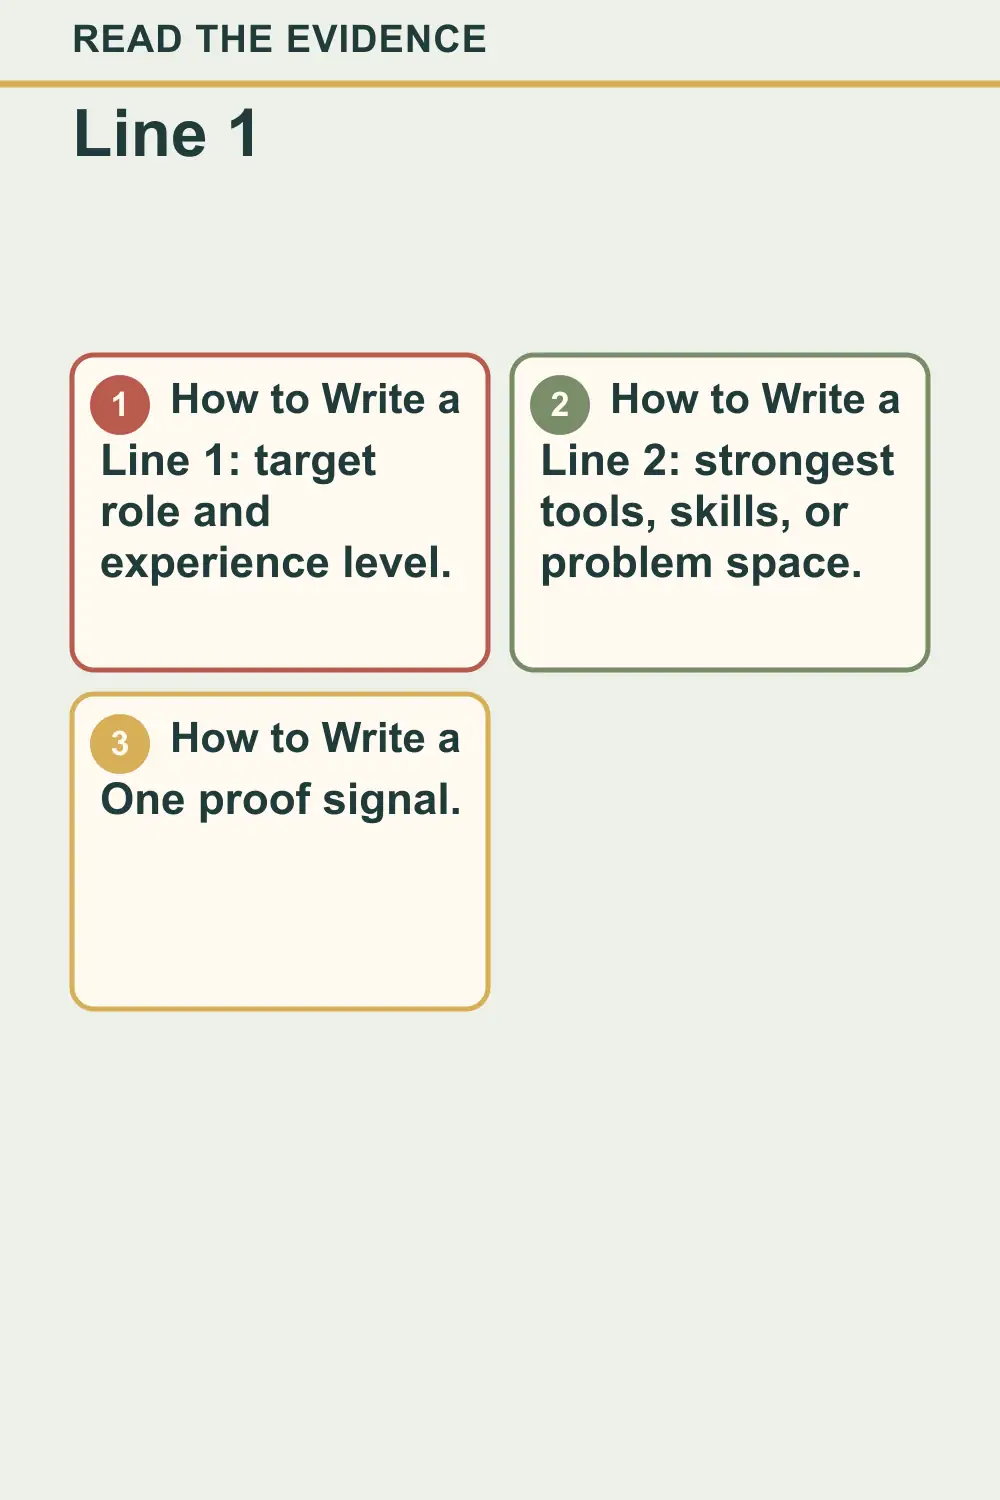 READ THE EVIDENCE
Line 1
1 How to Write a
Line 1: target
role and
experience level.
2 How to Write a
Line 2: strongest
tools, skills, or
problem space.
3 How to Write a
One proof signal.